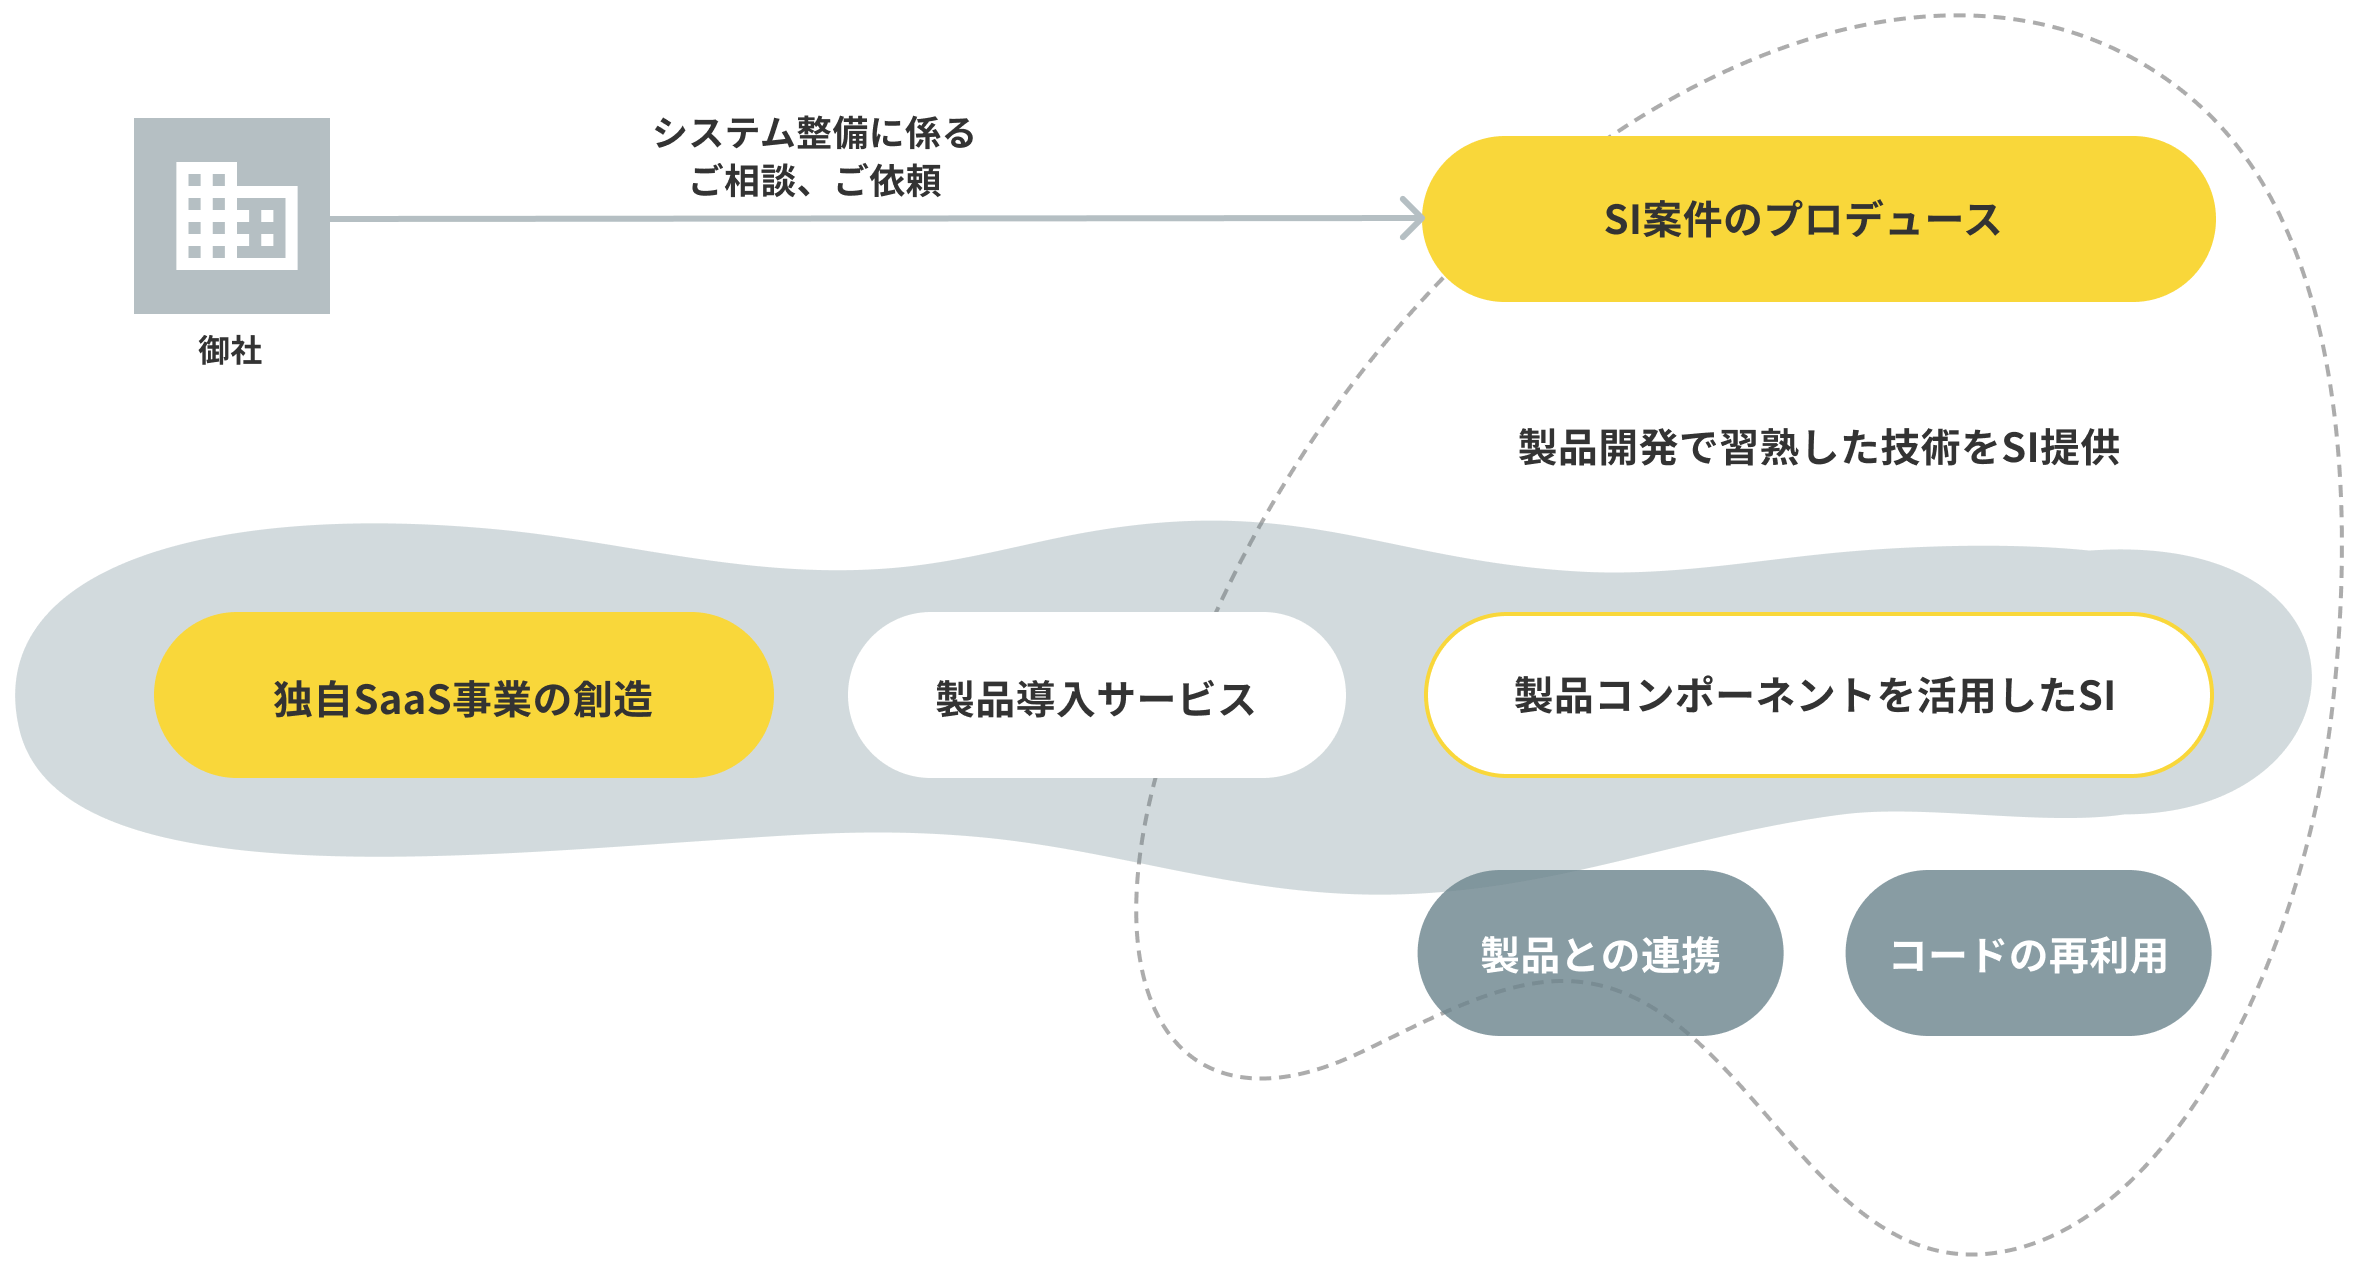 システム整備に係る
ご相談、ご依頼
SI案件のプロデュース
御社
製品開発で習熟した技術をSI提供
独自SaaS事業の創造
製品導入サービス
製品コンポーネントを活用したSI
製品との連携
コードの再利用